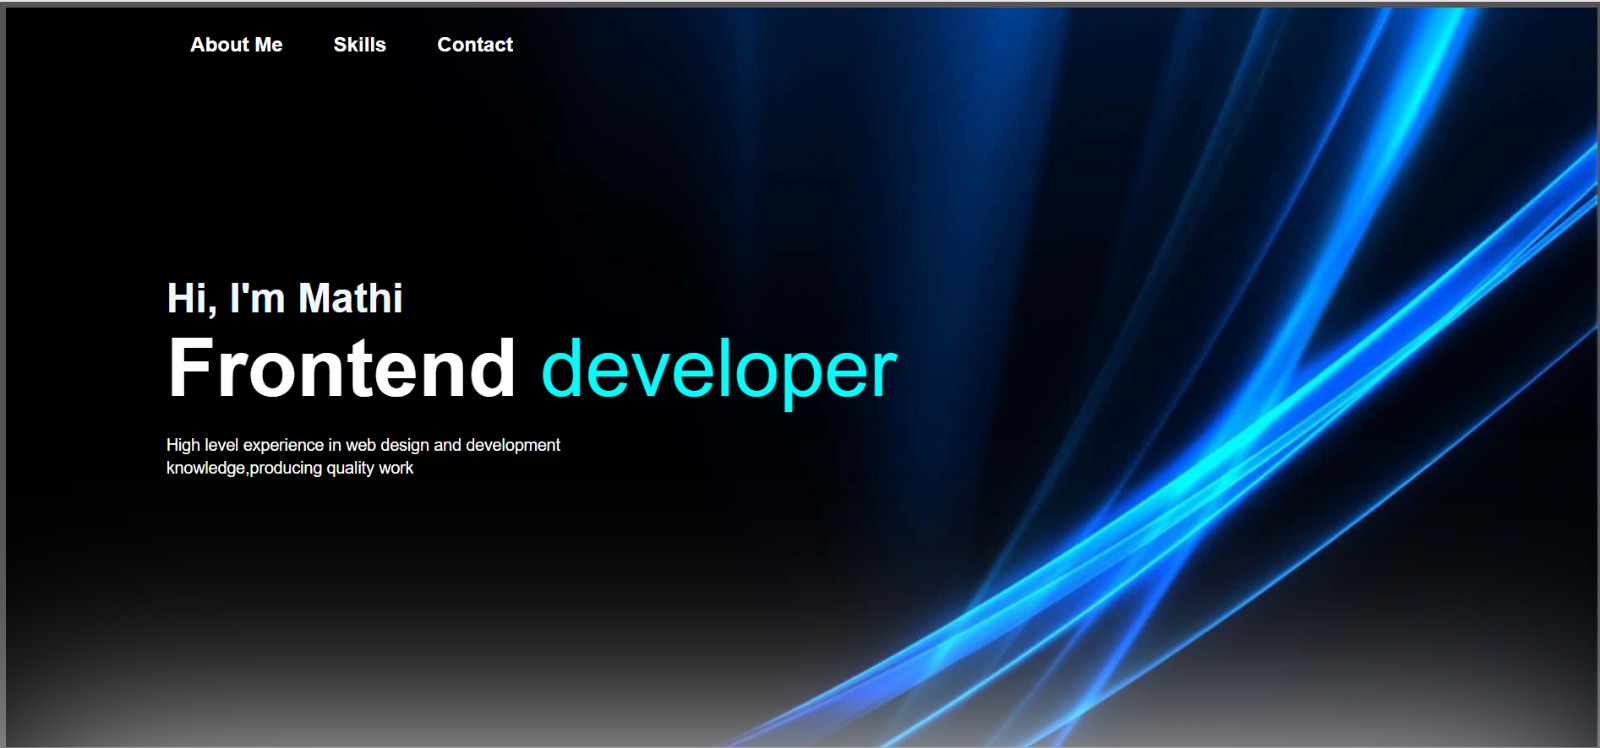 About Me Skills Contact
Hi, I'm Mathi
Frontend developer
High level experience in web design and development
knowledge,producing quality work